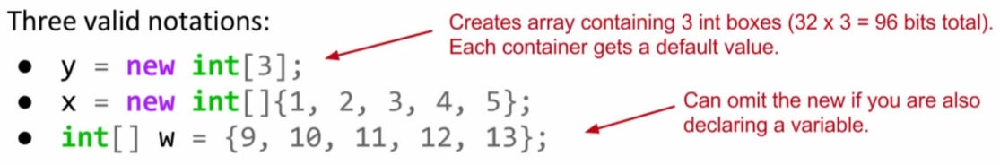 Three valid notations:
Creates array containing 3 int boxes (32 x 3 = 96 bits total).
Each container gets a default value.
● y = new int[3];
● x = new int[]{1, 2, 3, 4, 5};
Can omit the new if you are also
declaring a variable.
● int[] w = {9, 10, 11, 12, 13};